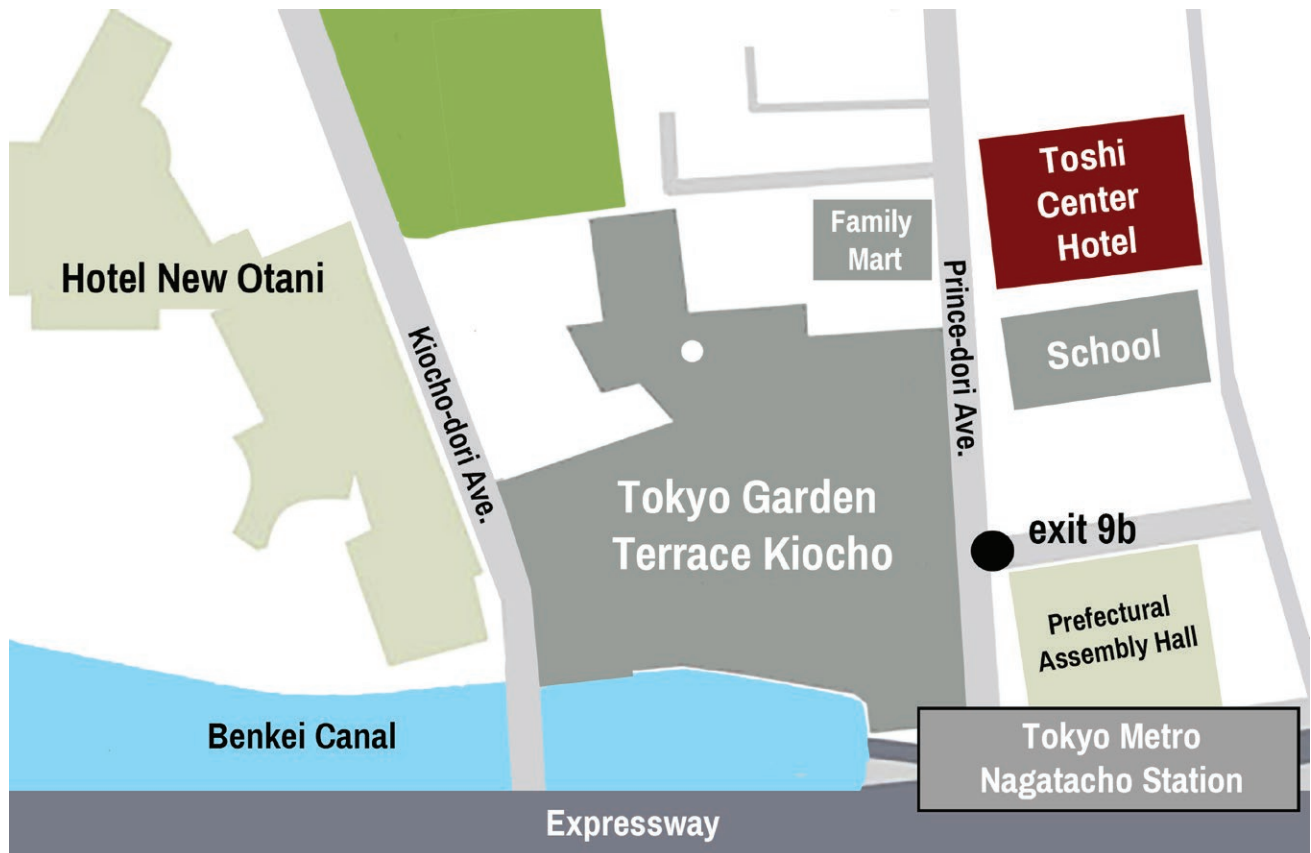 Toshi
Center
Hotel
Family
Mart
Hotel New Otani
Kiocho-dori Ave.
Prince-dori Ave.
School
Tokyo Garden
Terrace Kiocho
exit 9b
Prefectural
Assembly Hall
Benkei Canal
Tokyo Metro
Nagatacho Station
Expressway